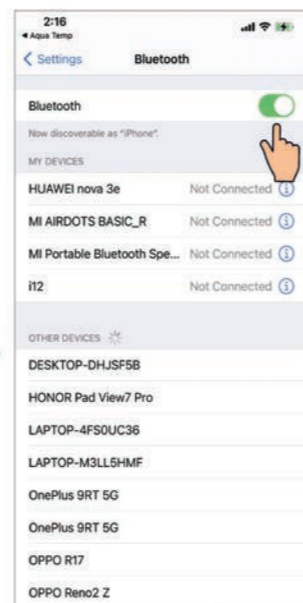 2:16
◀ Aqua Temp
Settings Bluetooth
Bluetooth
Now discoverable as "iPhone".
MY DEVICES
HUAWEI nova 3e Not Connected
MI AIRDOTS BASIC_R Not Connected
MI Portable Bluetooth Spe... Not Connected
i12 Not Connected
OTHER DEVICES
DESKTOP-DHJSF5B
HONOR Pad View7 Pro
LAPTOP-4FS0UC36
LAPTOP-M3LL5HMF
OnePlus 9RT 5G
OnePlus 9RT 5G
OPPO R17
OPPO Reno2 Z